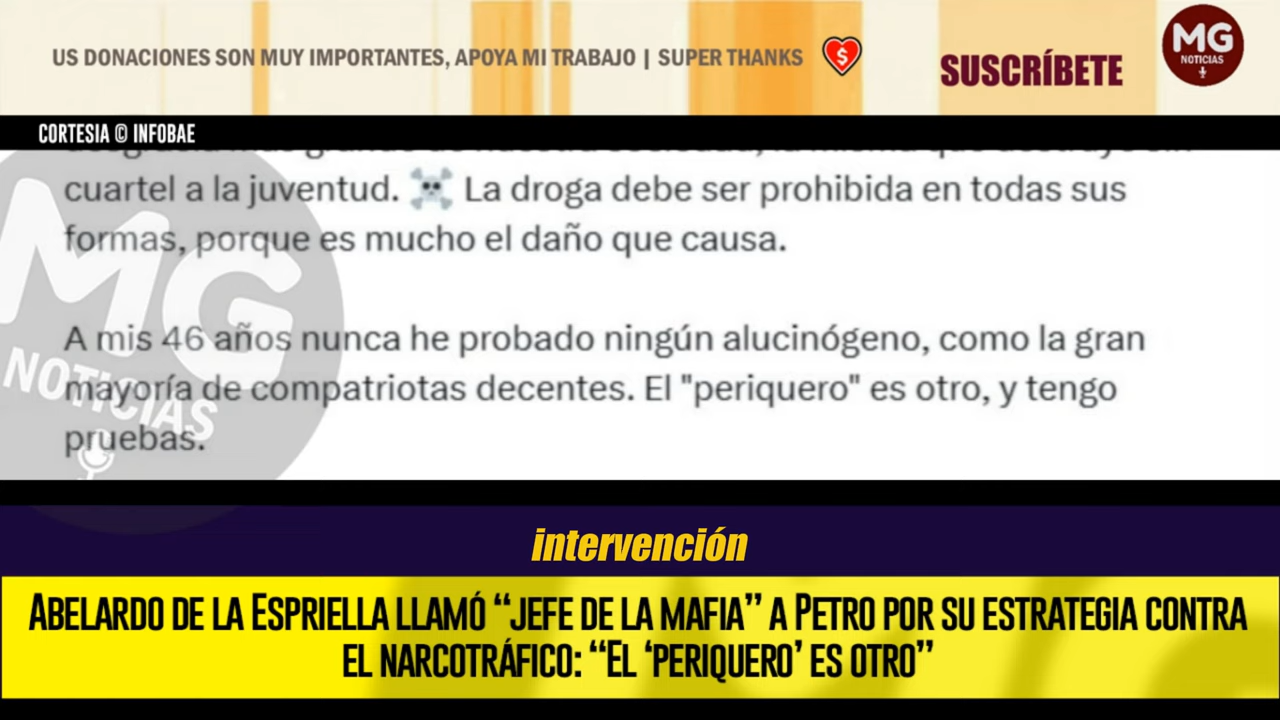 US DONACIONES SON MUY IMPORTANTES, APOYA MI TRABAJO | SUPER THANKS
SUSCRÍBETE
MG
NOTICIAS
CORTESIA © INFOBAE
cuartel a la juventud. ☠️ La droga debe ser prohibida en todas sus
formas, porque es mucho el daño que causa.
A mis 46 años nunca he probado ningún alucinógeno, como la gran
mayoría de compatriotas decentes. El "periquero" es otro, y tengo
pruebas.
MG
NOTICIAS
intervención
ABELARDO DE LA ESPRIELLA LLAMÓ “JEFE DE LA MAFIA” A PETRO POR SU ESTRATEGIA CONTRA
EL NARCOTRÁFICO: “EL ‘PERIQUERO’ ES OTRO”